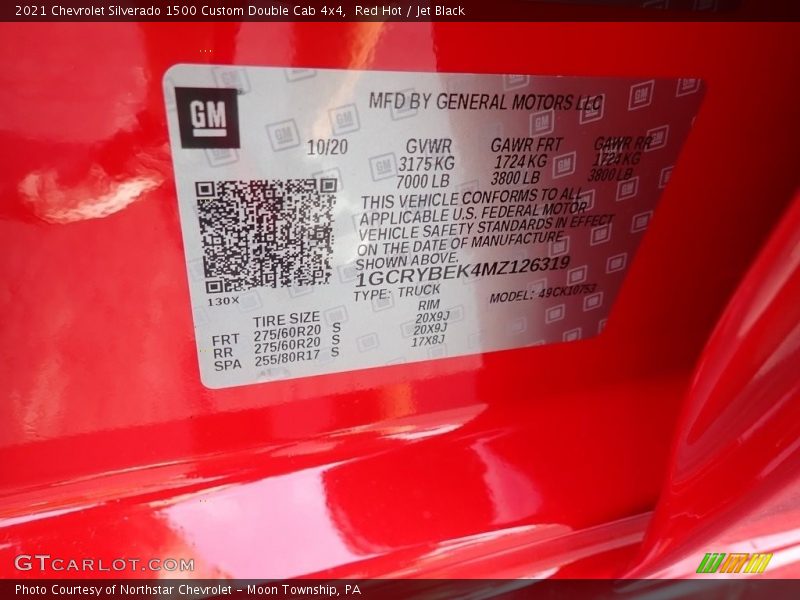 2021 Chevrolet Silverado 1500 Custom Double Cab 4x4, Red Hot / Jet Black
GM
MFD BY GENERAL MOTORS LLC
10/20 GVWR GAWR FRT GAWR RR
3175 KG 1724 KG 1724 KG
7000 LB 3800 LB 3800 LB
THIS VEHICLE CONFORMS TO ALL
APPLICABLE U.S. FEDERAL MOTOR
VEHICLE SAFETY STANDARDS IN EFFECT
ON THE DATE OF MANUFACTURE
SHOWN ABOVE.
1GCRYBEK4MZ126319
TYPE: TRUCK MODEL: 49CK10753
130X
TIRE SIZE RIM
FRT 275/60R20 S 20X9J
RR 275/60R20 S 20X9J
SPA 255/80R17 S 17X8J
GTCARLOT.COM
Photo Courtesy of Northstar Chevrolet - Moon Township, PA